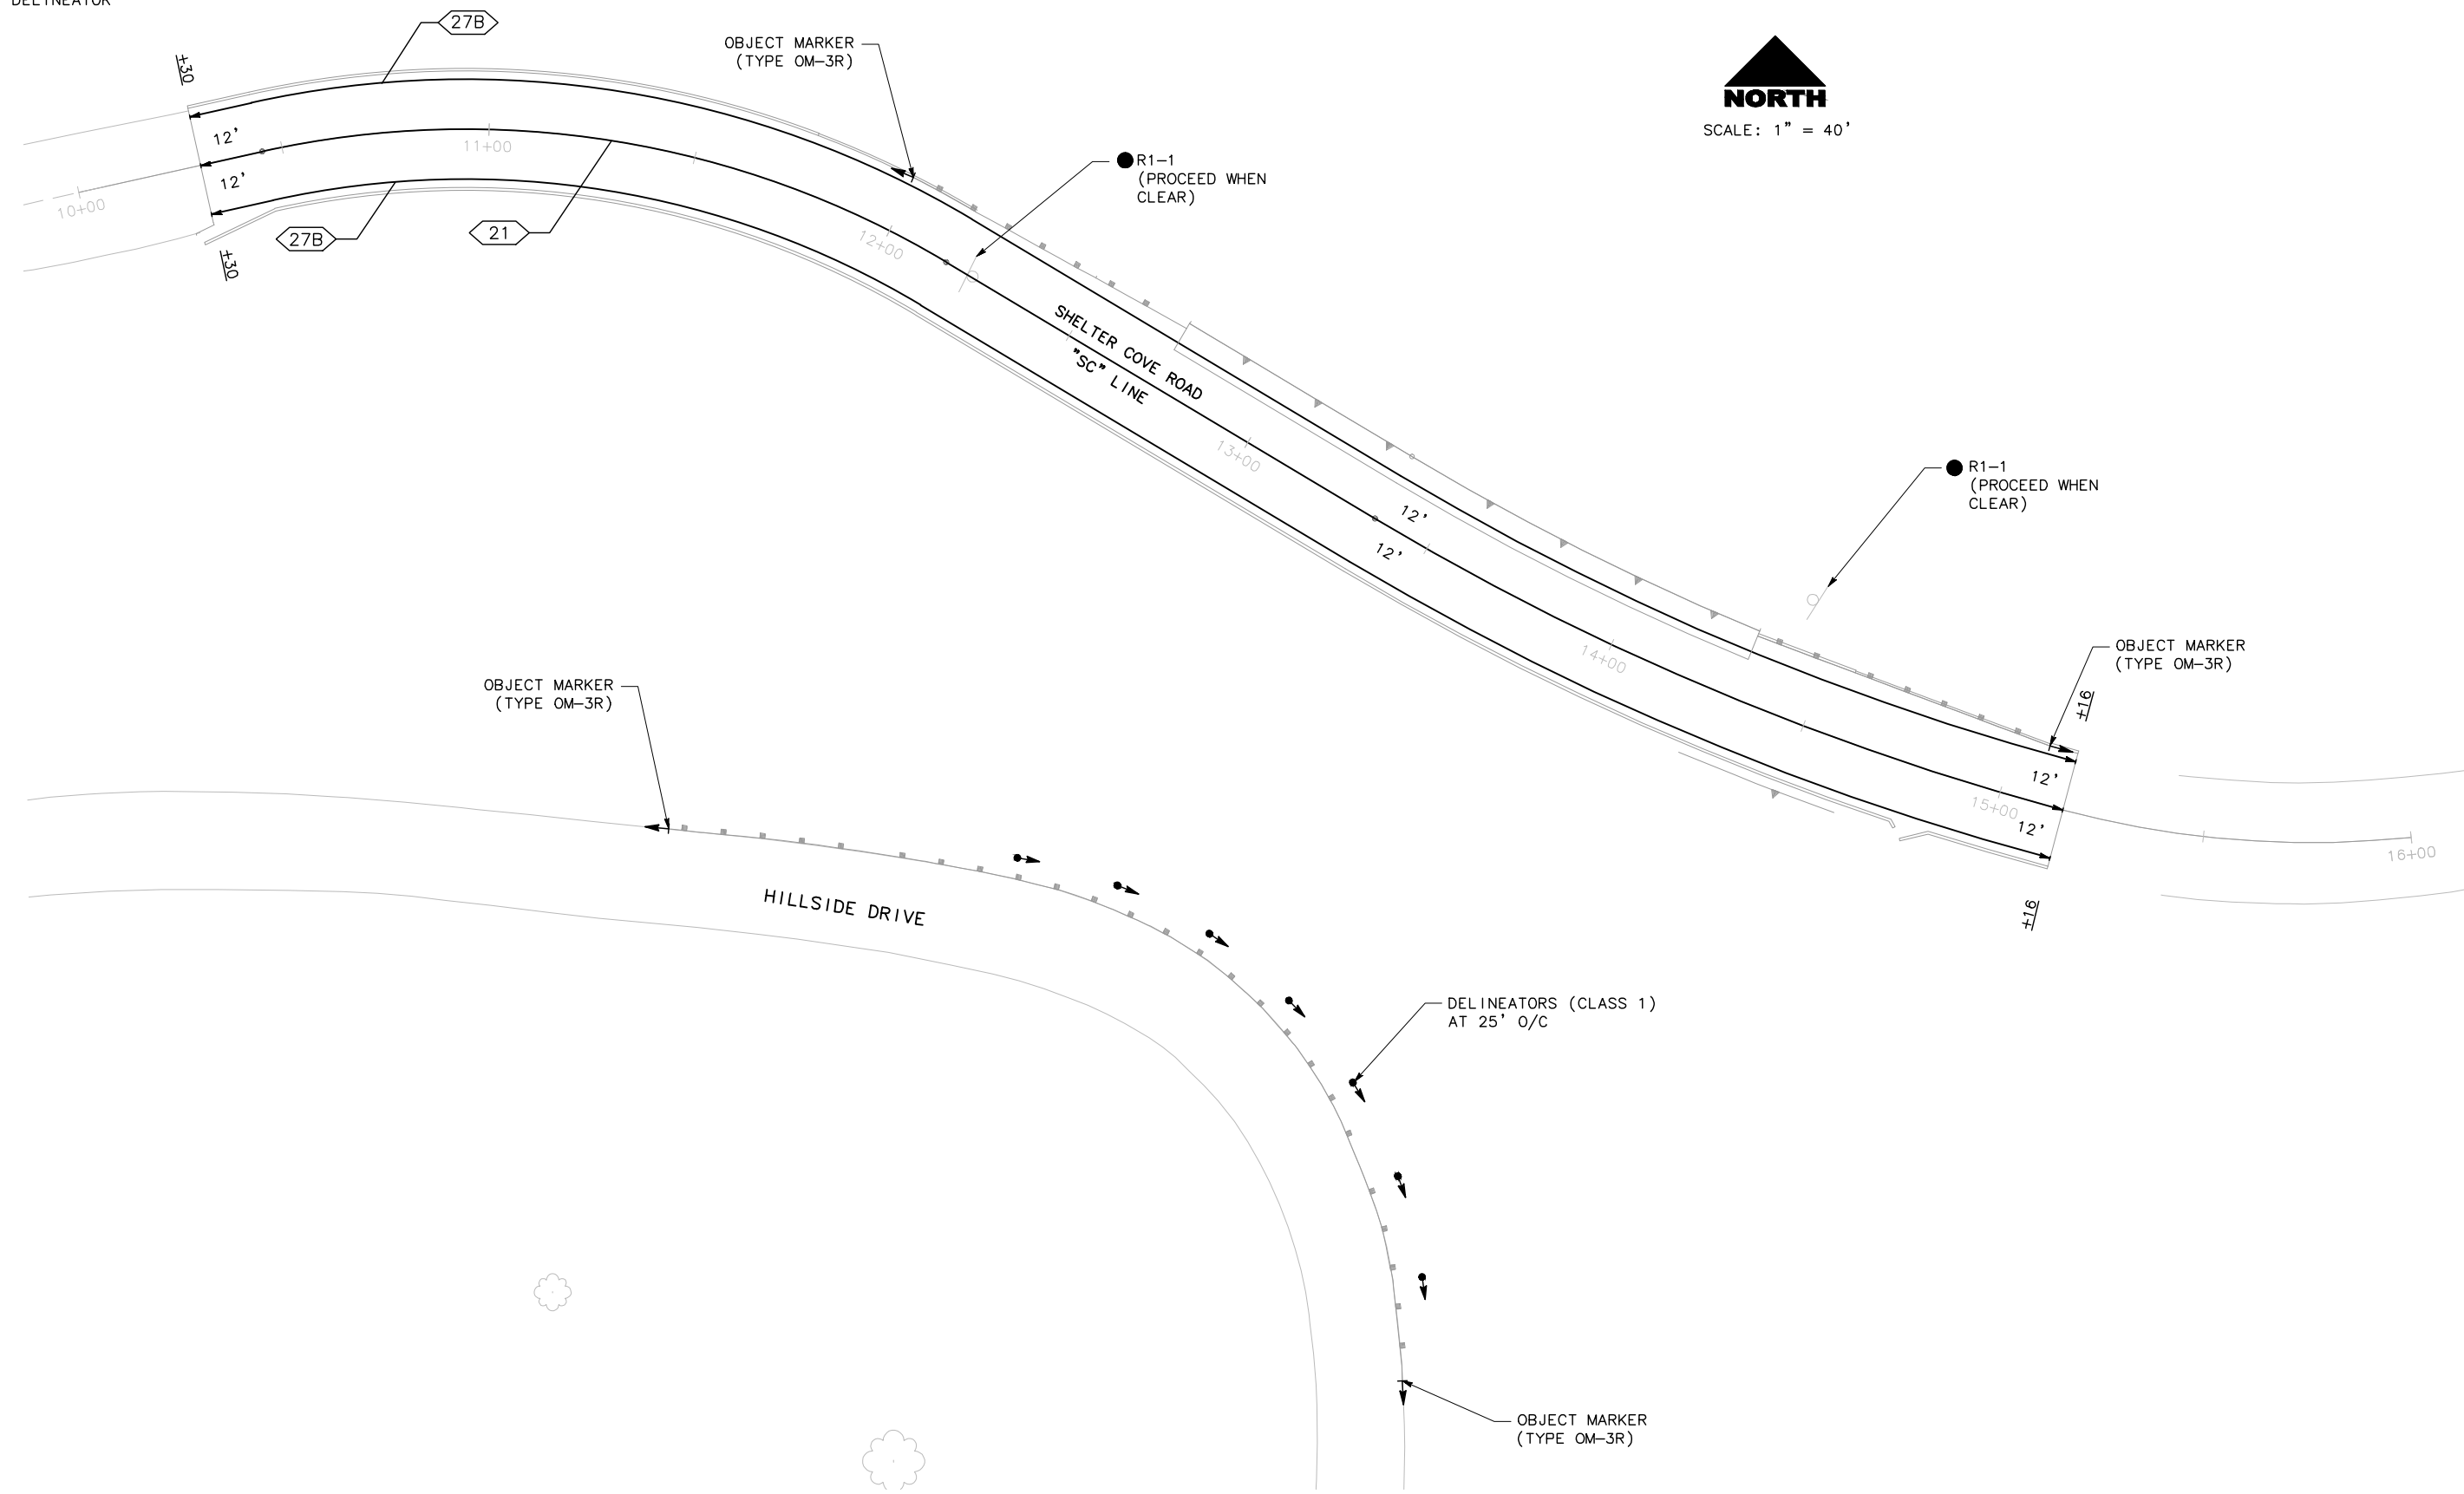 DELINEATOR
27B
+30
OBJECT MARKER
(TYPE OM-3R)
NORTH
SCALE: 1" = 40'
12'
11+00
R1-1
(PROCEED WHEN
CLEAR)
12'
10+00
27B
21
12+00
+30
SHELTER COVE ROAD
"SC" LINE
13+00
R1-1
(PROCEED WHEN
CLEAR)
12'
12'
14+00
OBJECT MARKER
(TYPE OM-3R)
+16
OBJECT MARKER
(TYPE OM-3R)
12'
15+00
12'
16+00
+16
HILLSIDE DRIVE
DELINEATORS (CLASS 1)
AT 25' O/C
OBJECT MARKER
(TYPE OM-3R)